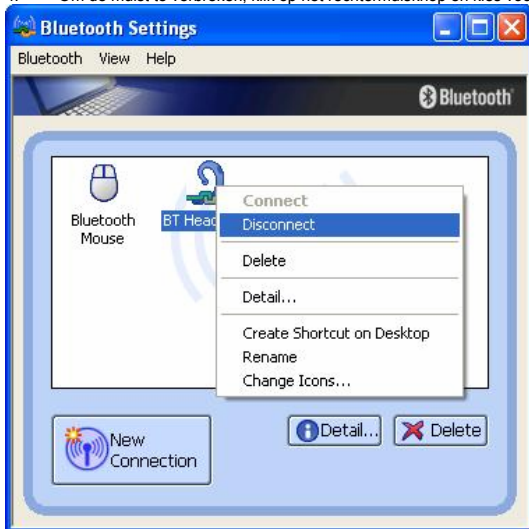 Bluetooth Settings
Bluetooth View Help
Bluetooth
Bluetooth
Mouse
BT Head
Connect
Disconnect
Delete
Detail...
Create Shortcut on Desktop
Rename
Change Icons...
New
Connection
Detail...
Delete